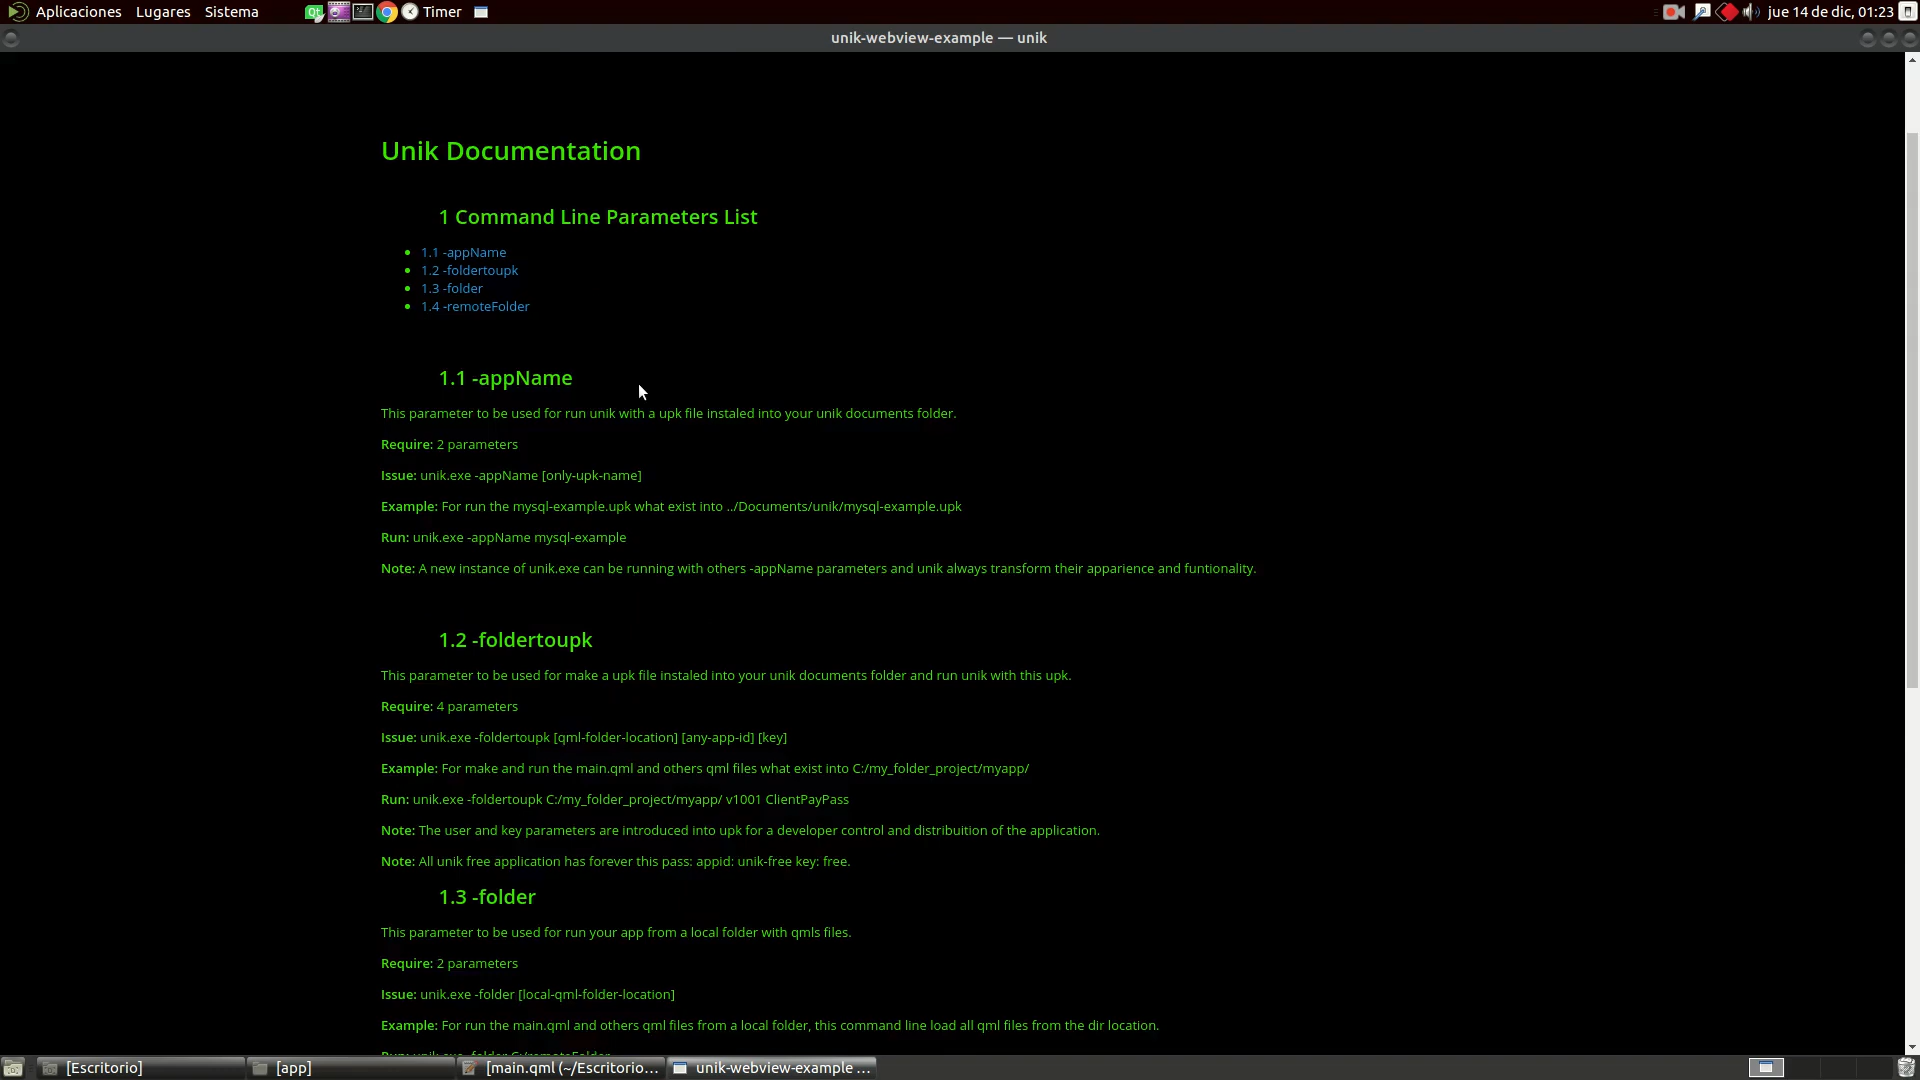 Aplicaciones Lugares Sistema Timer jue 14 de dic, 01:23
unik-webview-example — unik
Unik Documentation
1 Command Line Parameters List
1.1 -appName
1.2 -foldertoupk
1.3 -folder
1.4 -remoteFolder
1.1 -appName
This parameter to be used for run unik with a upk file instaled into your unik documents folder.
Require: 2 parameters
Issue: unik.exe -appName [only-upk-name]
Example: For run the mysql-example.upk what exist into ../Documents/unik/mysql-example.upk
Run: unik.exe -appName mysql-example
Note: A new instance of unik.exe can be running with others -appName parameters and unik always transform their apparience and funtionality.
1.2 -foldertoupk
This parameter to be used for make a upk file instaled into your unik documents folder and run unik with this upk.
Require: 4 parameters
Issue: unik.exe -foldertoupk [qml-folder-location] [any-app-id] [key]
Example: For make and run the main.qml and others qml files what exist into C:/my_folder_project/myapp/
Run: unik.exe -foldertoupk C:/my_folder_project/myapp/ v1001 ClientPayPass
Note: The user and key parameters are introduced into upk for a developer control and distribuition of the application.
Note: All unik free application has forever this pass: appid: unik-free key: free.
1.3 -folder
This parameter to be used for run your app from a local folder with qmls files.
Require: 2 parameters
Issue: unik.exe -folder [local-qml-folder-location]
Example: For run the main.qml and others qml files from a local folder, this command line load all qml files from the dir location.
Run: unik.exe -folder C:/remoteFolder
[Escritorio] [app] [main.qml (~/Escritorio... unik-webview-example ...